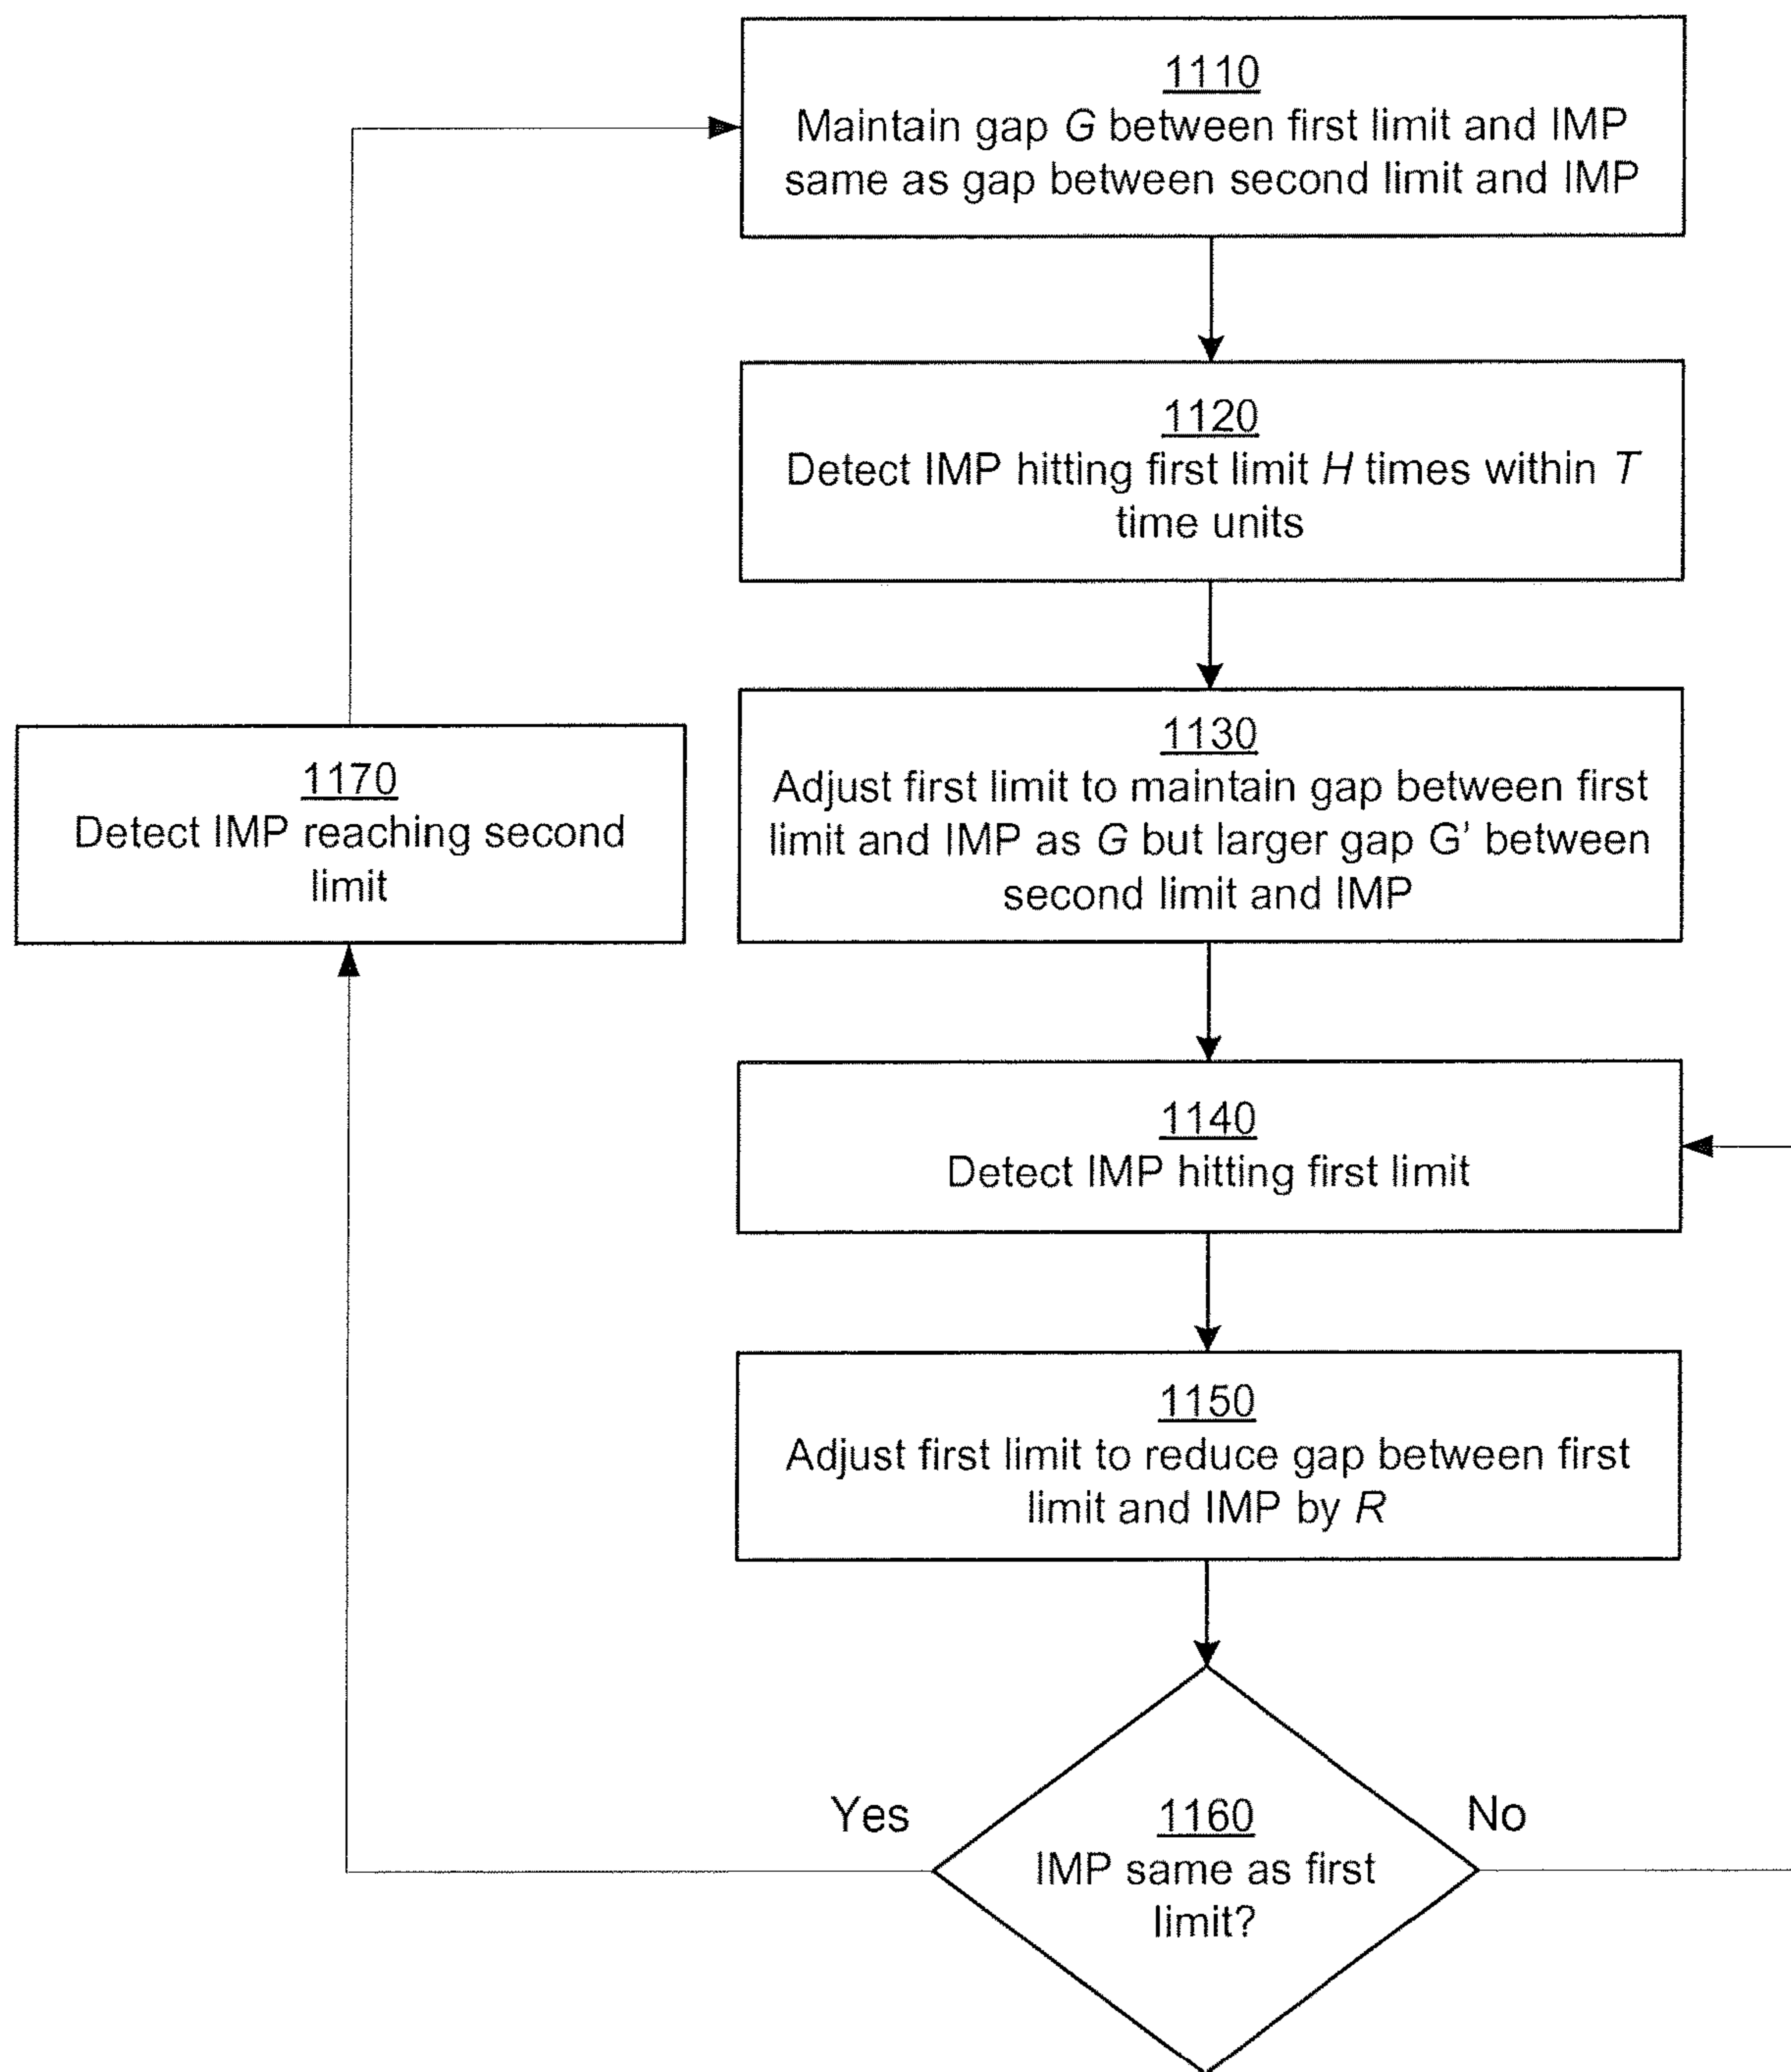 1110
Maintain gap G between first limit and IMP
same as gap between second limit and IMP
1120
Detect IMP hitting first limit H times within T
time units
1130
Adjust first limit to maintain gap between first
limit and IMP as G but larger gap G' between
second limit and IMP
1170
Detect IMP reaching second
limit
1140
Detect IMP hitting first limit
1150
Adjust first limit to reduce gap between first
limit and IMP by R
Yes
1160
IMP same as first
limit?
No